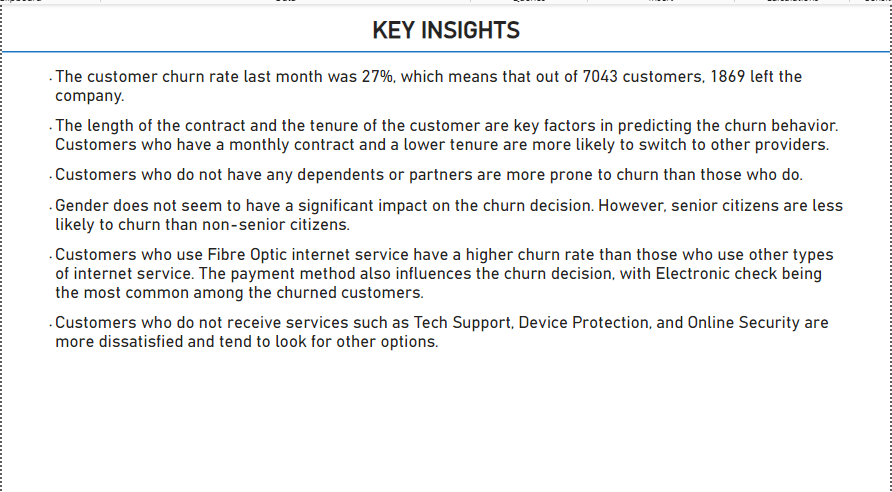 KEY INSIGHTS
. The customer churn rate last month was 27%, which means that out of 7043 customers, 1869 left the
company.
. The length of the contract and the tenure of the customer are key factors in predicting the churn behavior.
Customers who have a monthly contract and a lower tenure are more likely to switch to other providers.
. Customers who do not have any dependents or partners are more prone to churn than those who do.
. Gender does not seem to have a significant impact on the churn decision. However, senior citizens are less
likely to churn than non-senior citizens.
. Customers who use Fibre Optic internet service have a higher churn rate than those who use other types
of internet service. The payment method also influences the churn decision, with Electronic check being
the most common among the churned customers.
. Customers who do not receive services such as Tech Support, Device Protection, and Online Security are
more dissatisfied and tend to look for other options.